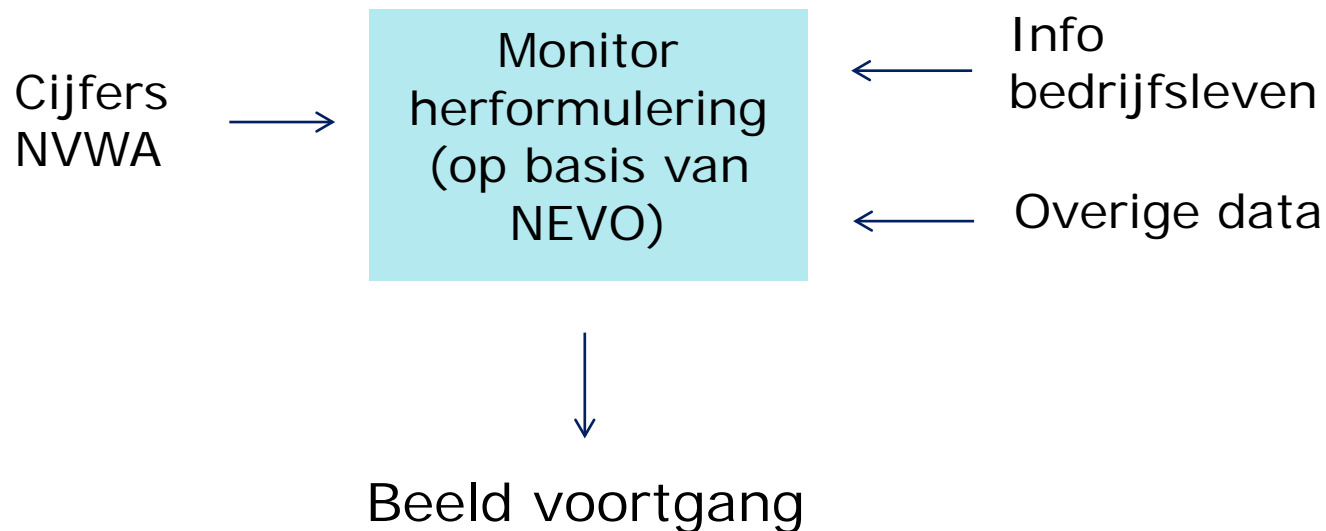 Cijfers
NVWA
Monitor
herformulering
(op basis van
NEVO)
Info
bedrijfsleven
Overige data
Beeld voortgang